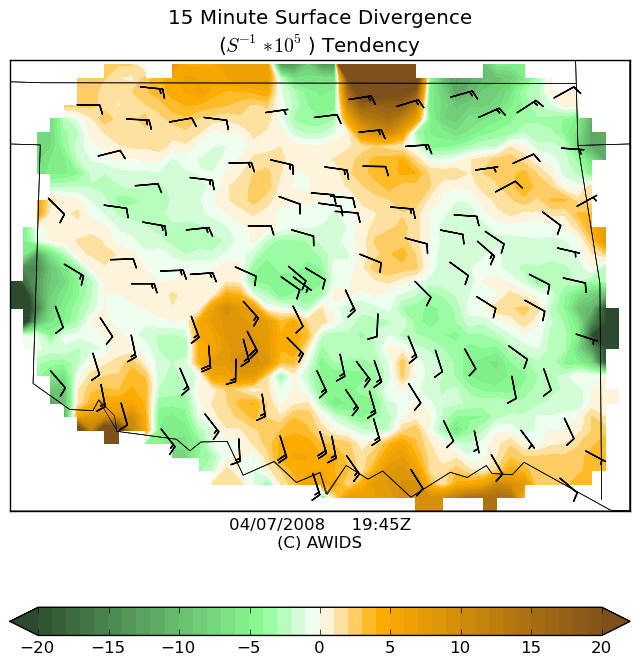 15 Minute Surface Divergence
(S⁻¹ * 10⁵ ) Tendency
04/07/2008 19:45Z
(C) AWIDS
−20 −15 −10 −5 0 5 10 15 20